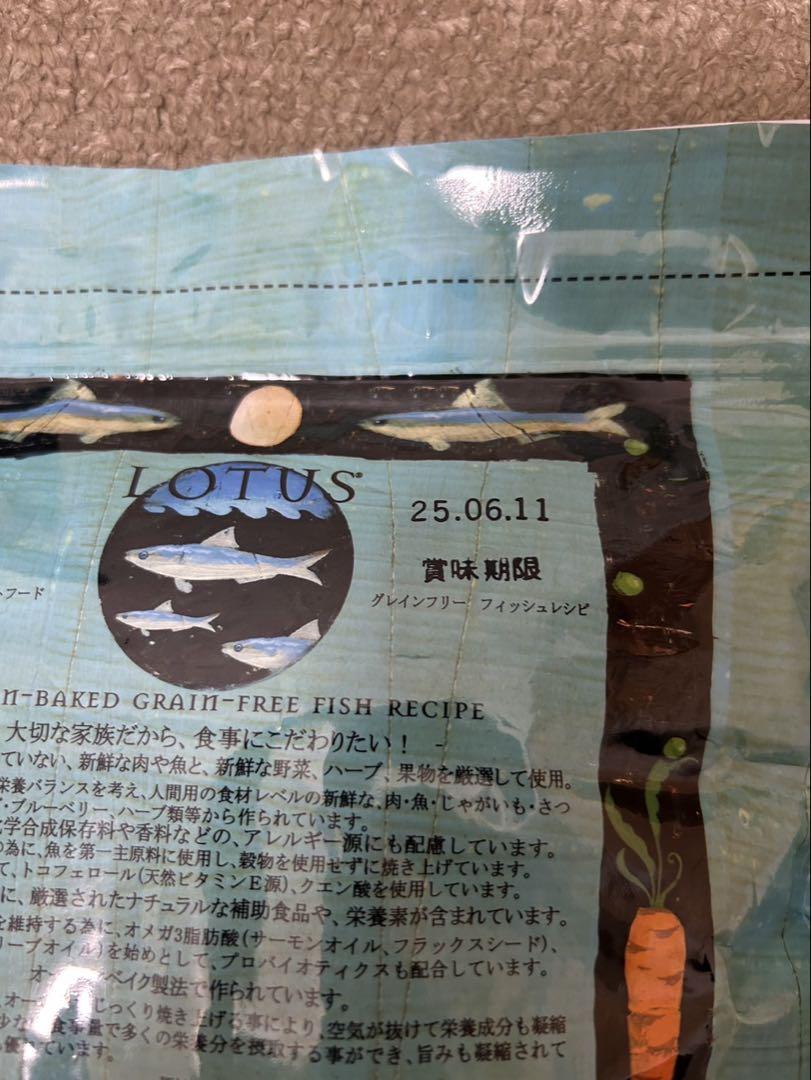 LOTUS®
25.06.11
賞味期限
フード
グレインフリー フィッシュレシピ
N-BAKED GRAIN-FREE FISH RECIPE
大切な家族だから、食事にこだわりたい! -
ていない、新鮮な肉や魚と、新鮮な野菜、ハーブ、果物を厳選して使用。
栄養バランスを考え、人間用の食材レベルの新鮮な、肉・魚・じゃがいも・さつ
・ブルーベリー、ハーブ類等から作られています。
化学合成保存料や香料などの、アレルギー源にも配慮しています。
の為に、魚を第一主原料に使用し、穀物を使用せずに焼き上げています。
て、トコフェロール(天然ビタミンE源)、クエン酸を使用しています。
に、厳選されたナチュラルな補助食品や、栄養素が含まれています。
を維持する為に、オメガ3脂肪酸(サーモンオイル、フラックスシード)、
リーブオイル)を始めとして、プロバイオティクスも配合しています。
オー ベイク製法で作られています。
オー じっくり焼き上げる事により、空気が抜けて栄養成分も凝縮
少な 食事量で多くの栄養分を摂取する事ができ、旨みも凝縮されて
優れています。